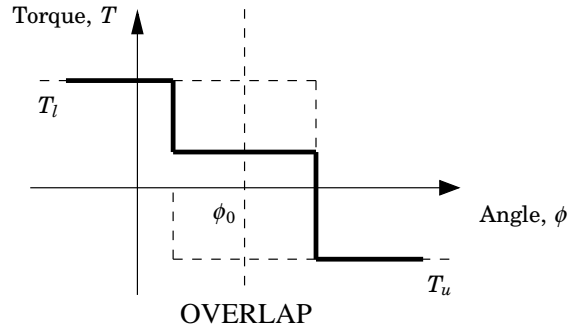 Torque, T
T_l
ϕ_0
Angle, ϕ
T_u
OVERLAP